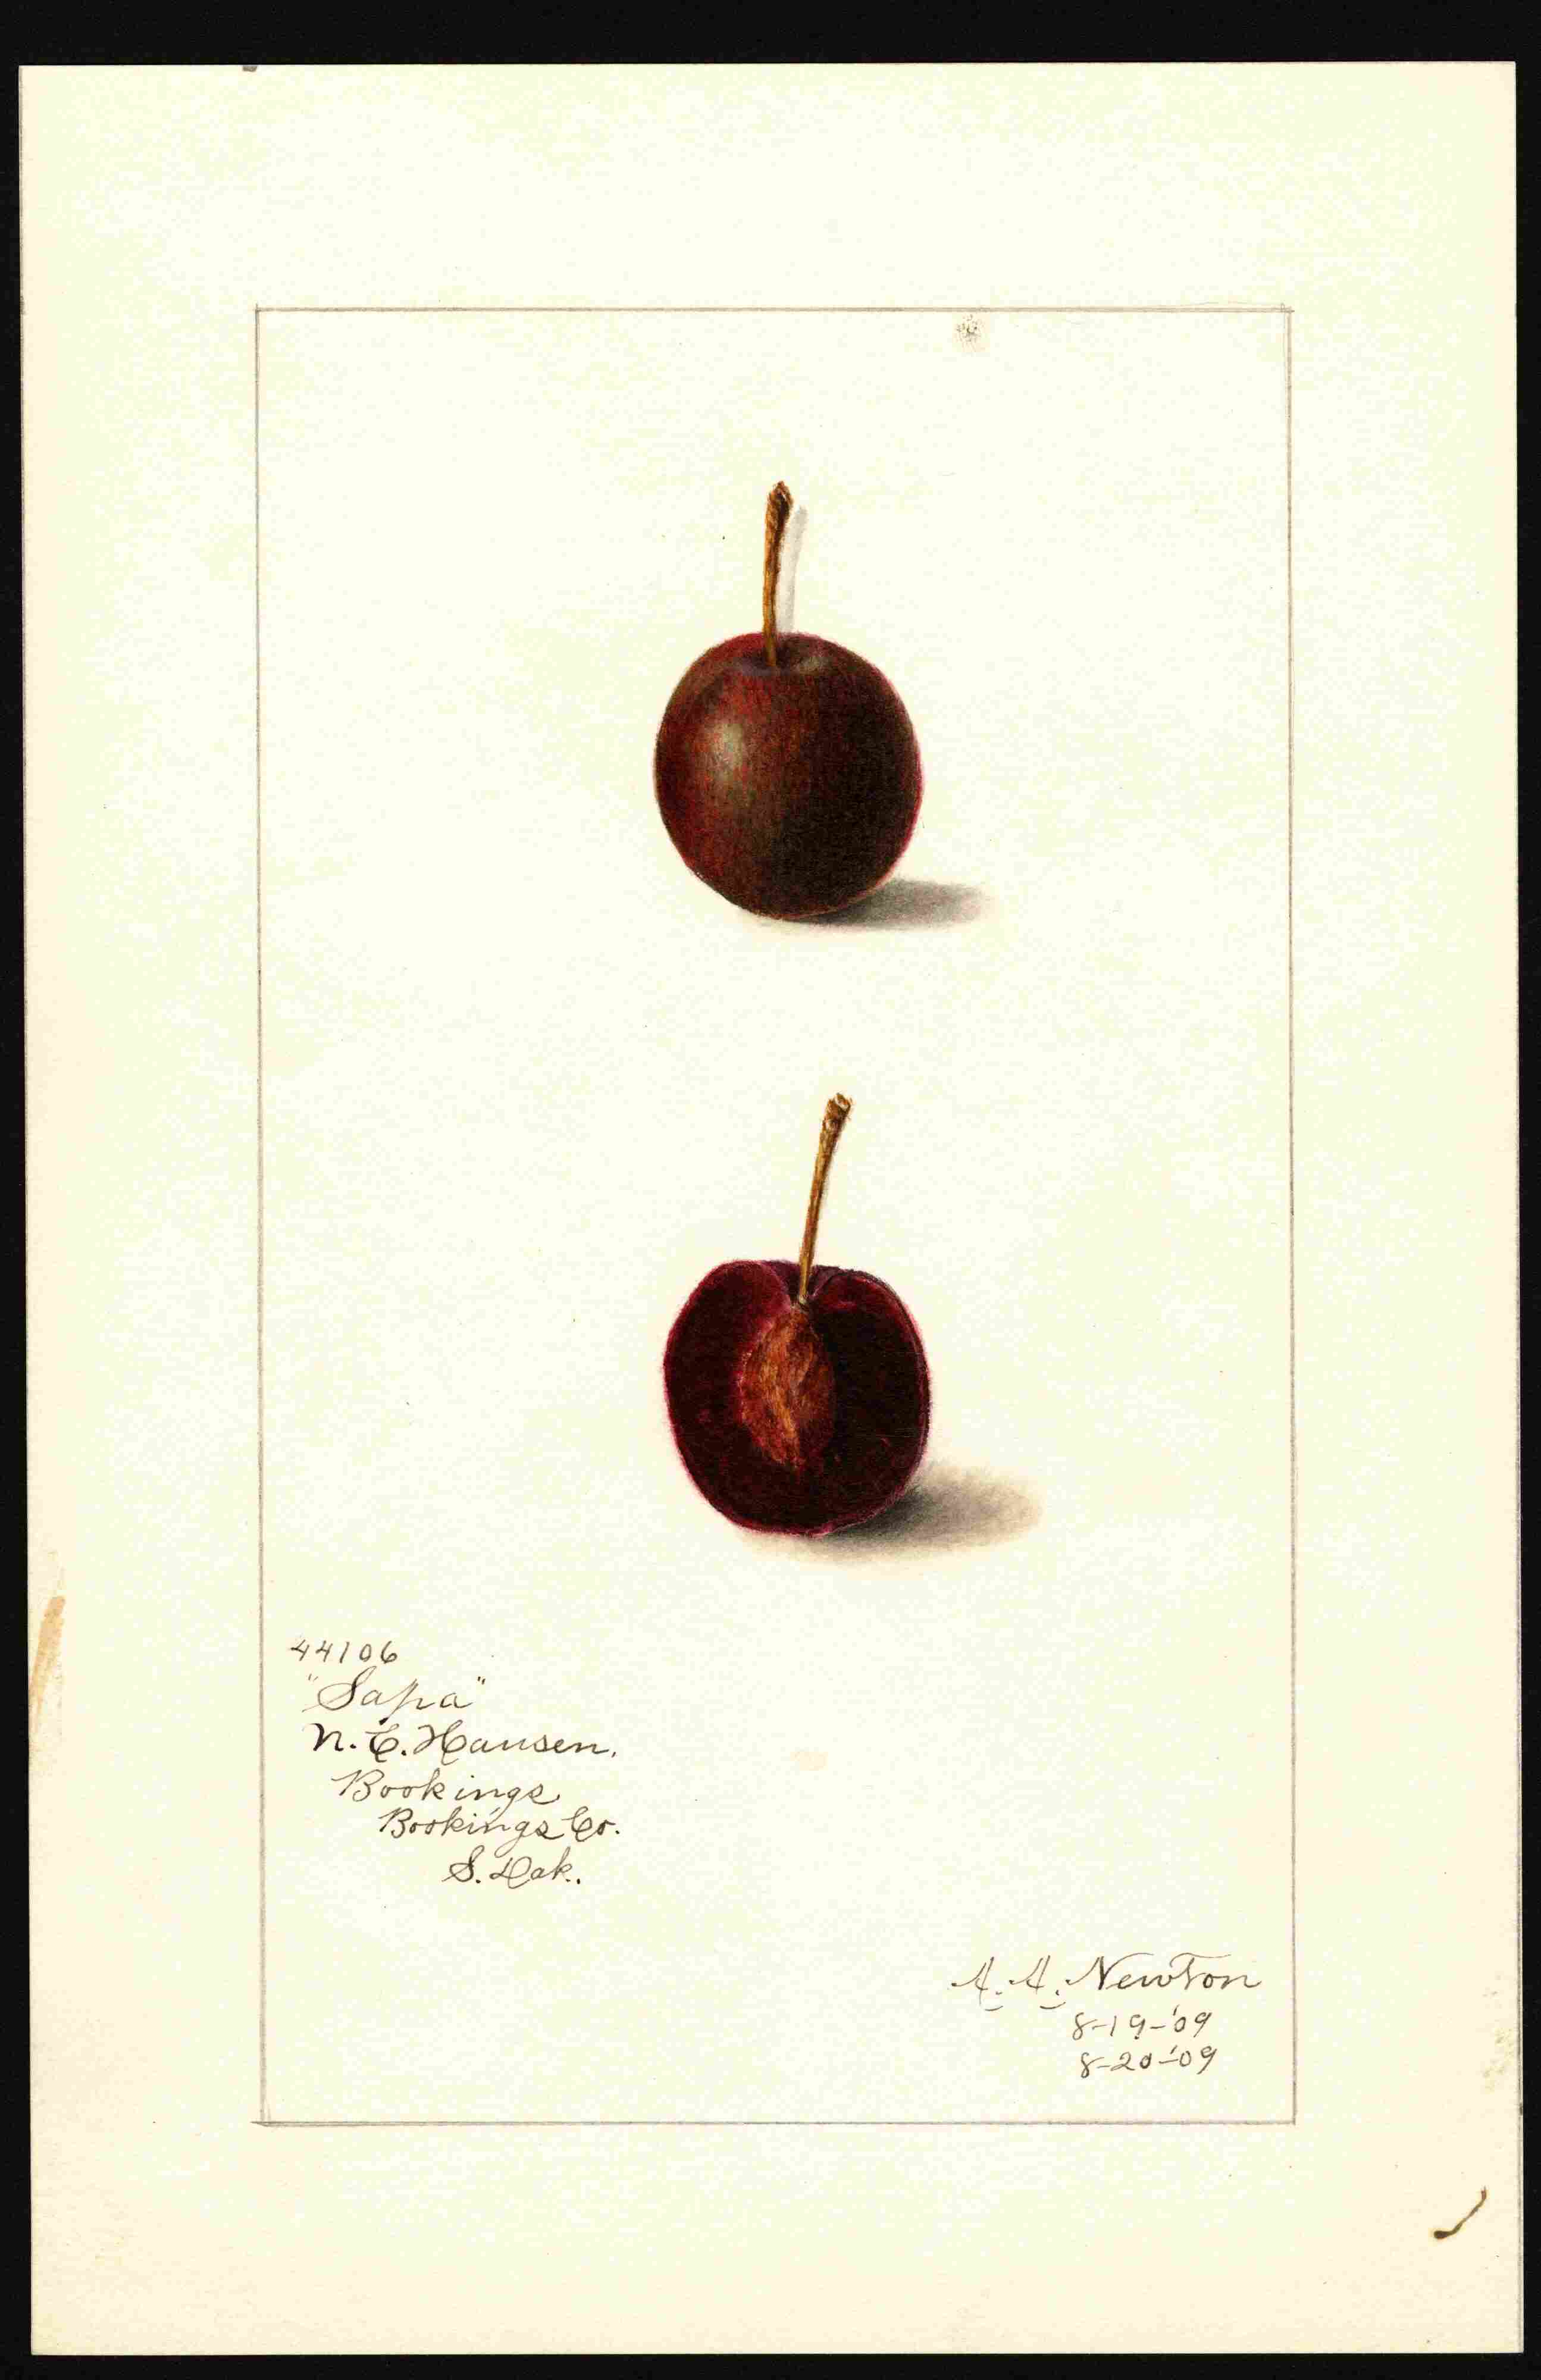 44106
"Sapa"
N. E. Hansen.
Bookings
Bookings Co.
S. Dak.
A. A. Newton
8-19-'09
8-20-'09